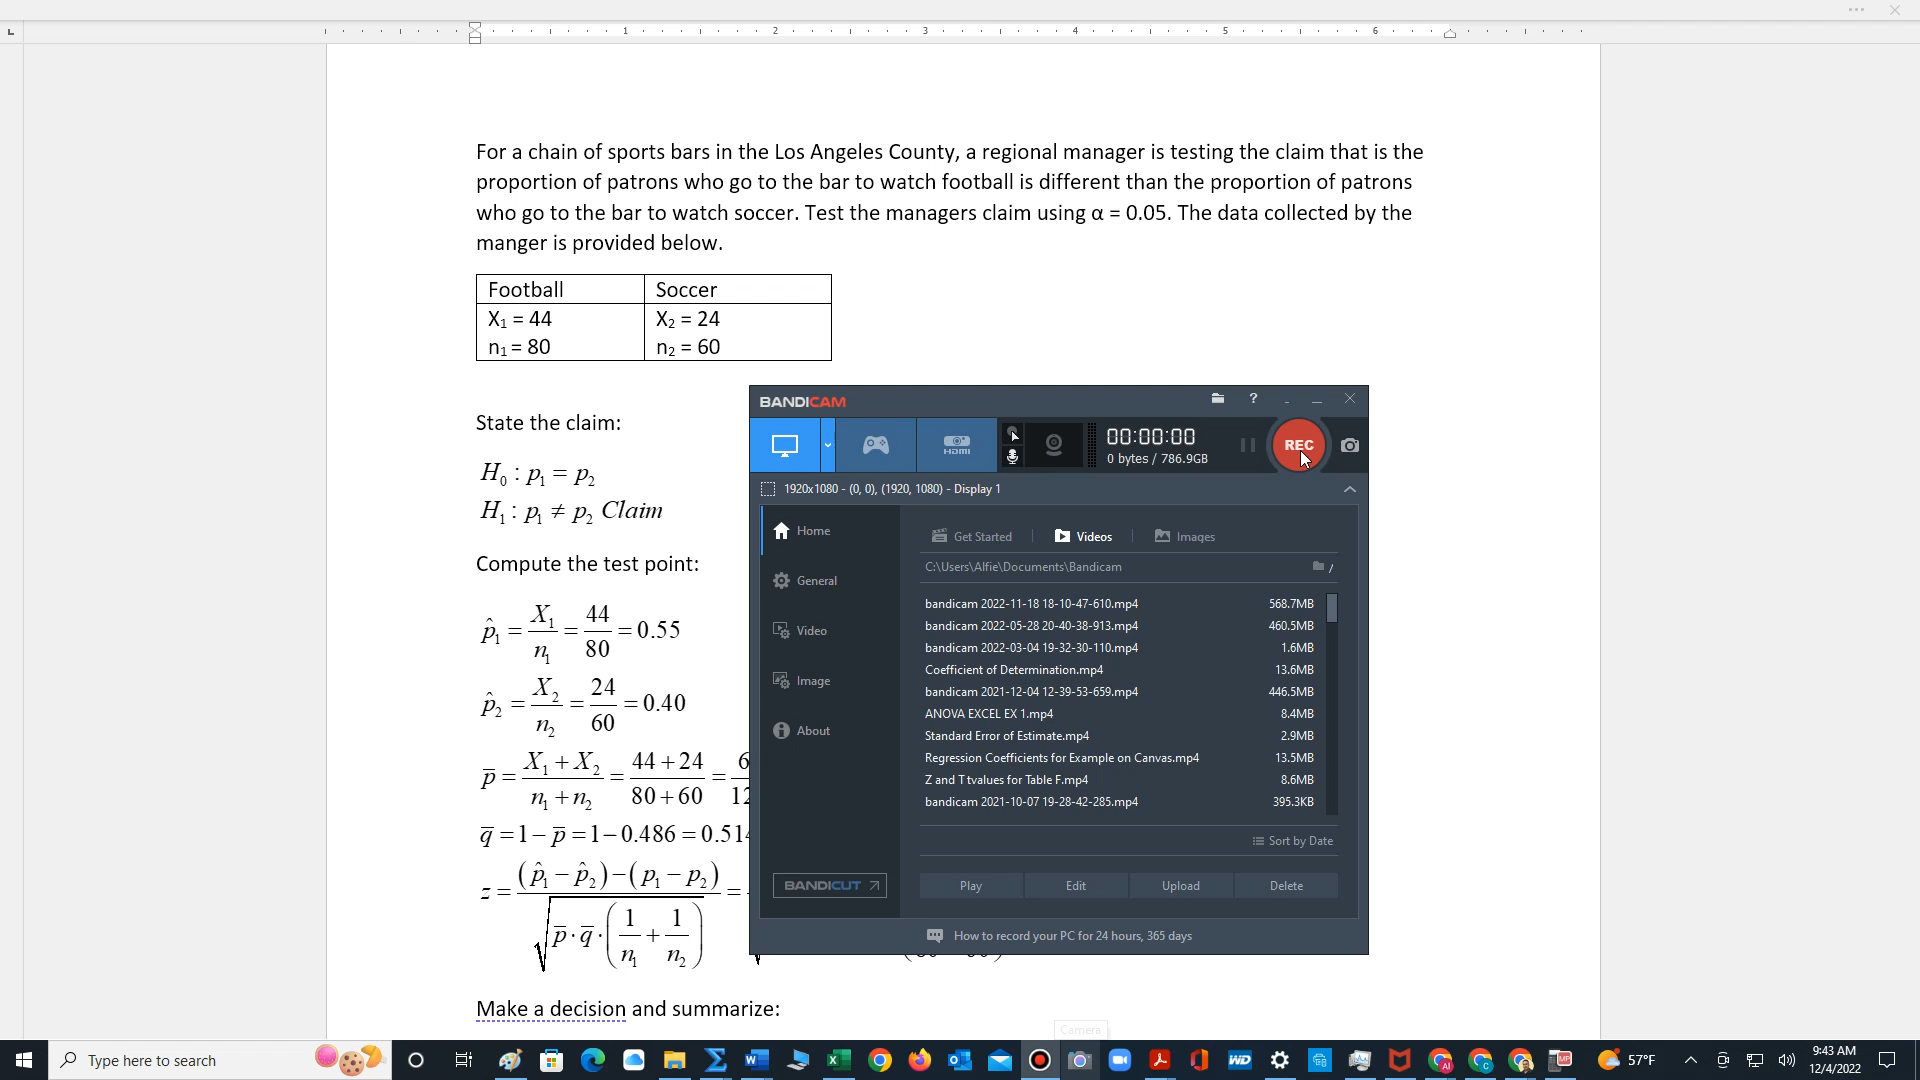 1 2 3 4 5 6
For a chain of sports bars in the Los Angeles County, a regional manager is testing the claim that is the
proportion of patrons who go to the bar to watch football is different than the proportion of patrons
who go to the bar to watch soccer. Test the managers claim using α = 0.05. The data collected by the
manger is provided below.
Football Soccer
X₁ = 44 X₂ = 24
n₁ = 80 n₂ = 60
State the claim:
H₀ : p₁ = p₂
H₁ : p₁ ≠ p₂ Claim
Compute the test point:
p̂₁ = X₁/n₁ = 44/80 = 0.55
p̂₂ = X₂/n₂ = 24/60 = 0.40
p̅ = (X₁ + X₂)/(n₁ + n₂) = (44 + 24)/(80 + 60) =
q̅ = 1 − p̅ = 1 − 0.486 = 0.514
z = ((p̂₁ − p̂₂) − (p₁ − p₂)) / √(p̅ · q̅ · (1/n₁ + 1/n₂)) =
Make a decision and summarize:
BANDICAM
?
HDMI
00:00:00
0 bytes / 786.9GB
REC
1920x1080 - (0, 0), (1920, 1080) - Display 1
Home
General
Video
Image
About
BANDICUT
Get Started Videos Images
C:\Users\Alfie\Documents\Bandicam
/
bandicam 2022-11-18 18-10-47-610.mp4 568.7MB
bandicam 2022-05-28 20-40-38-913.mp4 460.5MB
bandicam 2022-03-04 19-32-30-110.mp4 1.6MB
Coefficient of Determination.mp4 13.6MB
bandicam 2021-12-04 12-39-53-659.mp4 446.5MB
ANOVA EXCEL EX 1.mp4 8.4MB
Standard Error of Estimate.mp4 2.9MB
Regression Coefficients for Example on Canvas.mp4 13.5MB
Z and T tvalues for Table F.mp4 8.6MB
bandicam 2021-10-07 19-28-42-285.mp4 395.3KB
Sort by Date
Play Edit Upload Delete
How to record your PC for 24 hours, 365 days
Camera
Type here to search
57°F
9:43 AM
12/4/2022